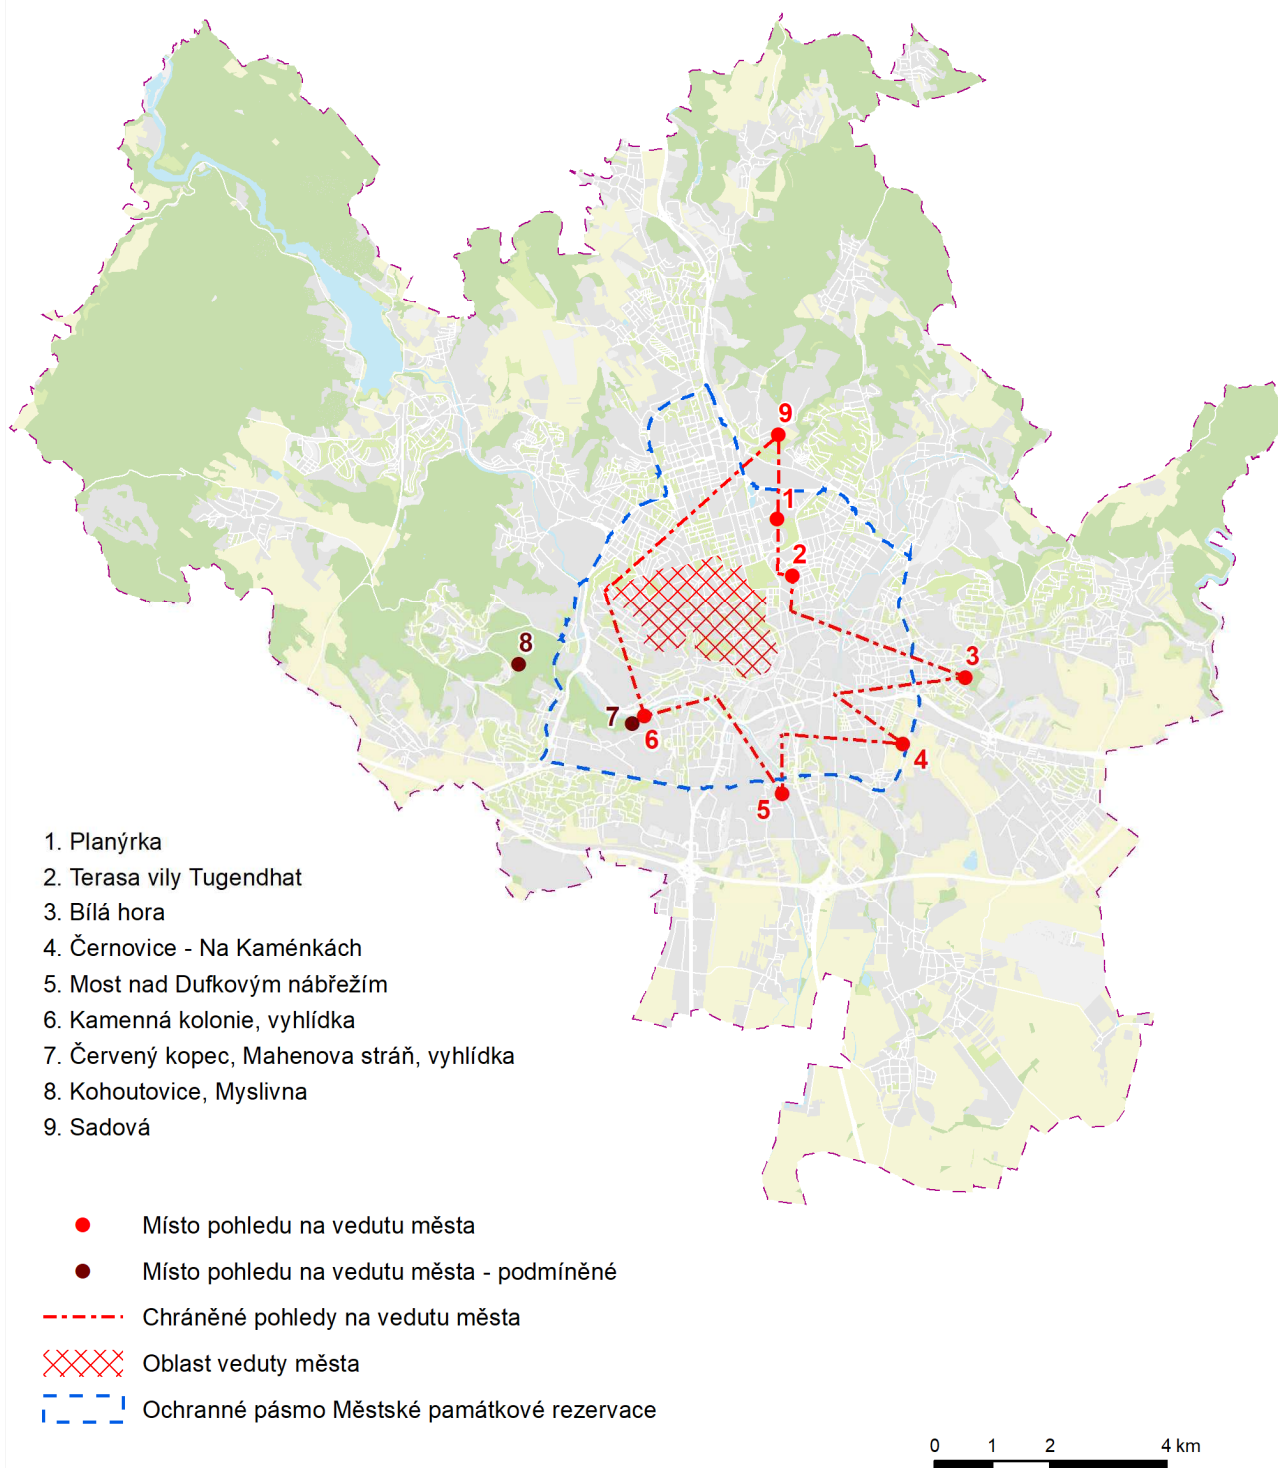 9
1
2
3
8
7
6
4
5
1. Planýrka
2. Terasa vily Tugendhat
3. Bílá hora
4. Černovice - Na Kaménkách
5. Most nad Dufkovým nábřežím
6. Kamenná kolonie, vyhlídka
7. Červený kopec, Mahenova stráň, vyhlídka
8. Kohoutovice, Myslivna
9. Sadová
Místo pohledu na vedutu města
Místo pohledu na vedutu města - podmíněné
Chráněné pohledy na vedutu města
Oblast veduty města
Ochranné pásmo Městské památkové rezervace
0 1 2 4 km